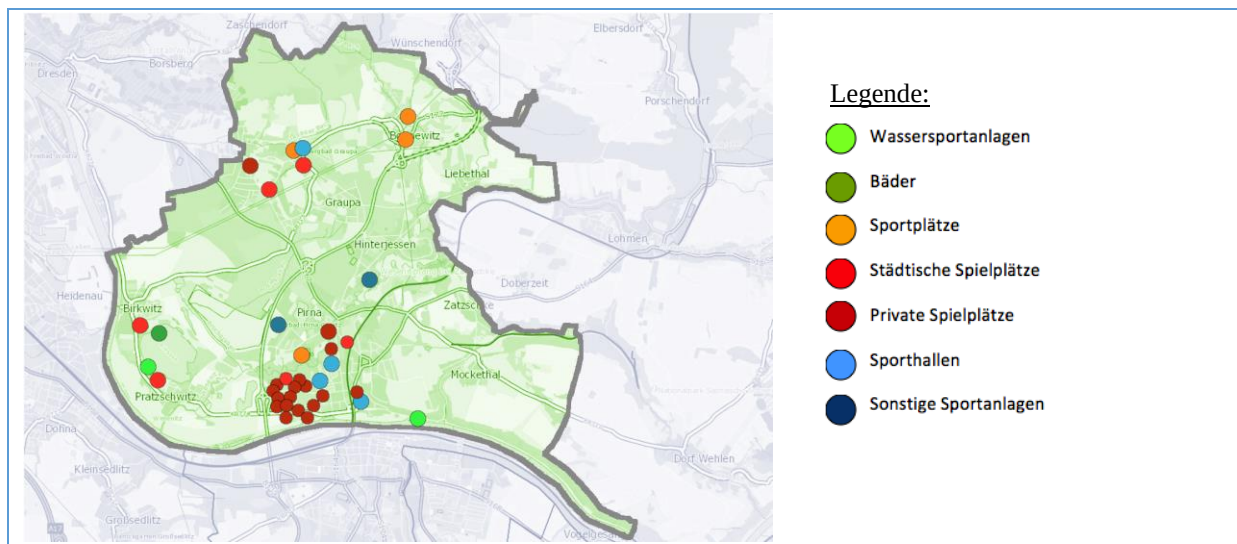 Zaschendorf
Elbersdorf
Wünschendorf
Dresden
Borsberg
Porschendorf
Liebethal
Graupa
Lohmen
Hinterjessen
Doberzeit
Heidenau
Birkwitz
Pirna
Mockethal
Pratzschwitz
Dohna
Kleinsedlitz
Dorf Wehlen
Großsedlitz
A17
Legende:
Wassersportanlagen
Bäder
Sportplätze
Städtische Spielplätze
Private Spielplätze
Sporthallen
Sonstige Sportanlagen